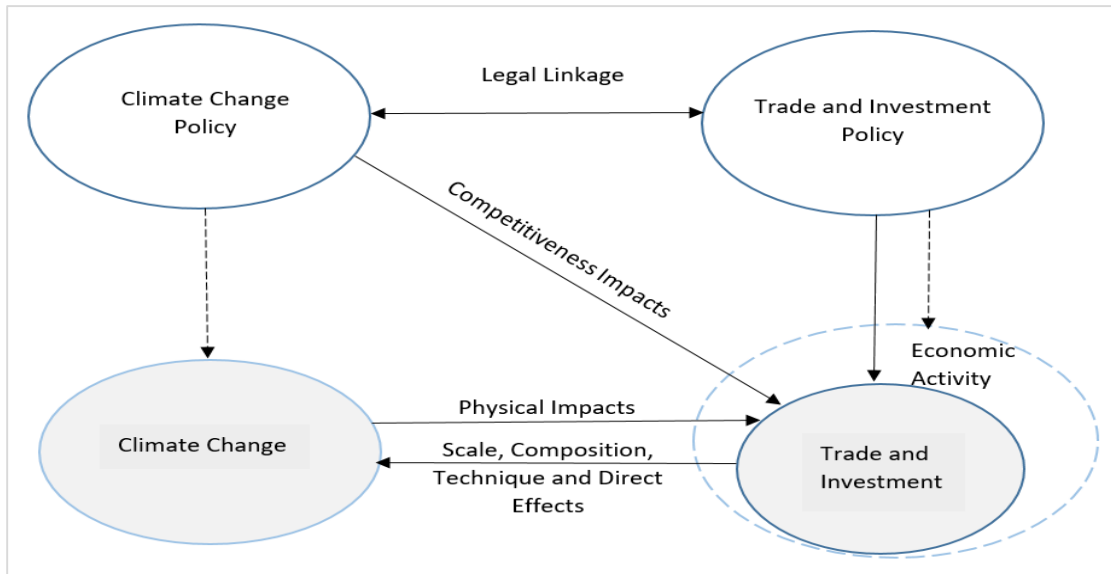 Legal Linkage
Climate Change
Policy
Trade and Investment
Policy
Competitiveness Impacts
Economic
Activity
Physical Impacts
Climate Change
Scale, Composition,
Technique and Direct
Effects
Trade and
Investment